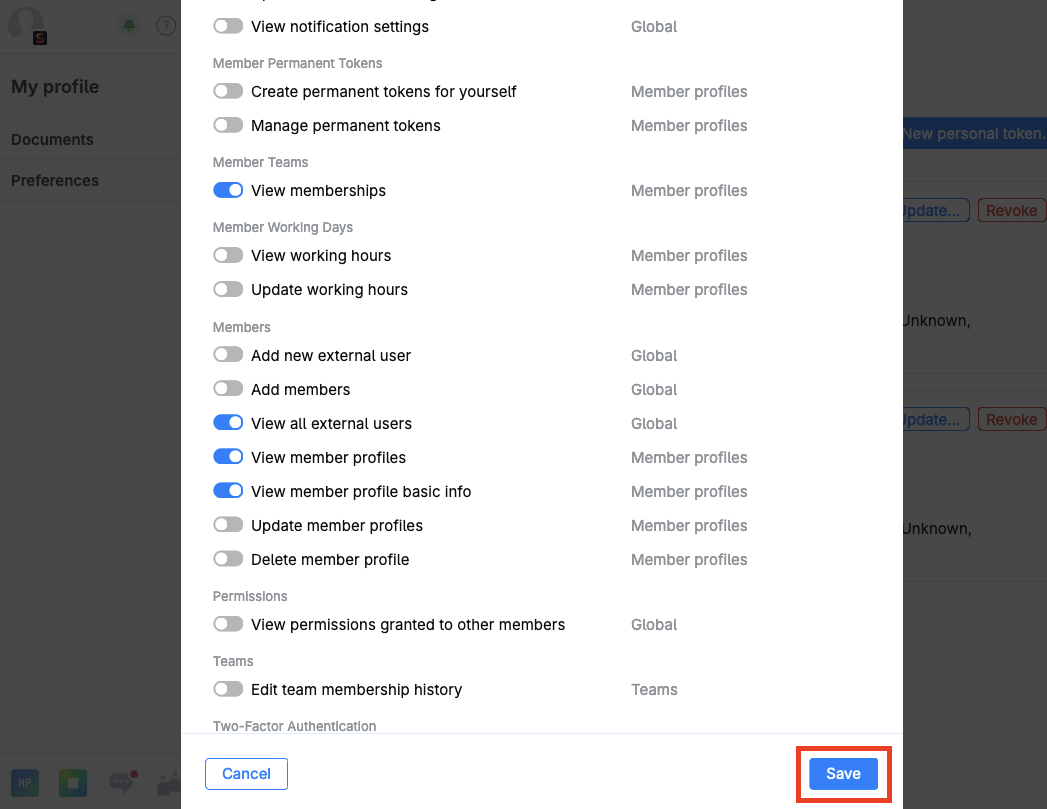 View notification settings Global
Member Permanent Tokens
Create permanent tokens for yourself Member profiles
Manage permanent tokens Member profiles
Member Teams
View memberships Member profiles
Member Working Days
View working hours Member profiles
Update working hours Member profiles
Members
Add new external user Global
Add members Global
View all external users Global
View member profiles Member profiles
View member profile basic info Member profiles
Update member profiles Member profiles
Delete member profile Member profiles
Permissions
View permissions granted to other members Global
Teams
Edit team membership history Teams
Two-Factor Authentication
Cancel Save
S ?
My profile
Documents
Preferences
HP
New personal token.
Update... Revoke
Unknown,
Update... Revoke
Unknown,